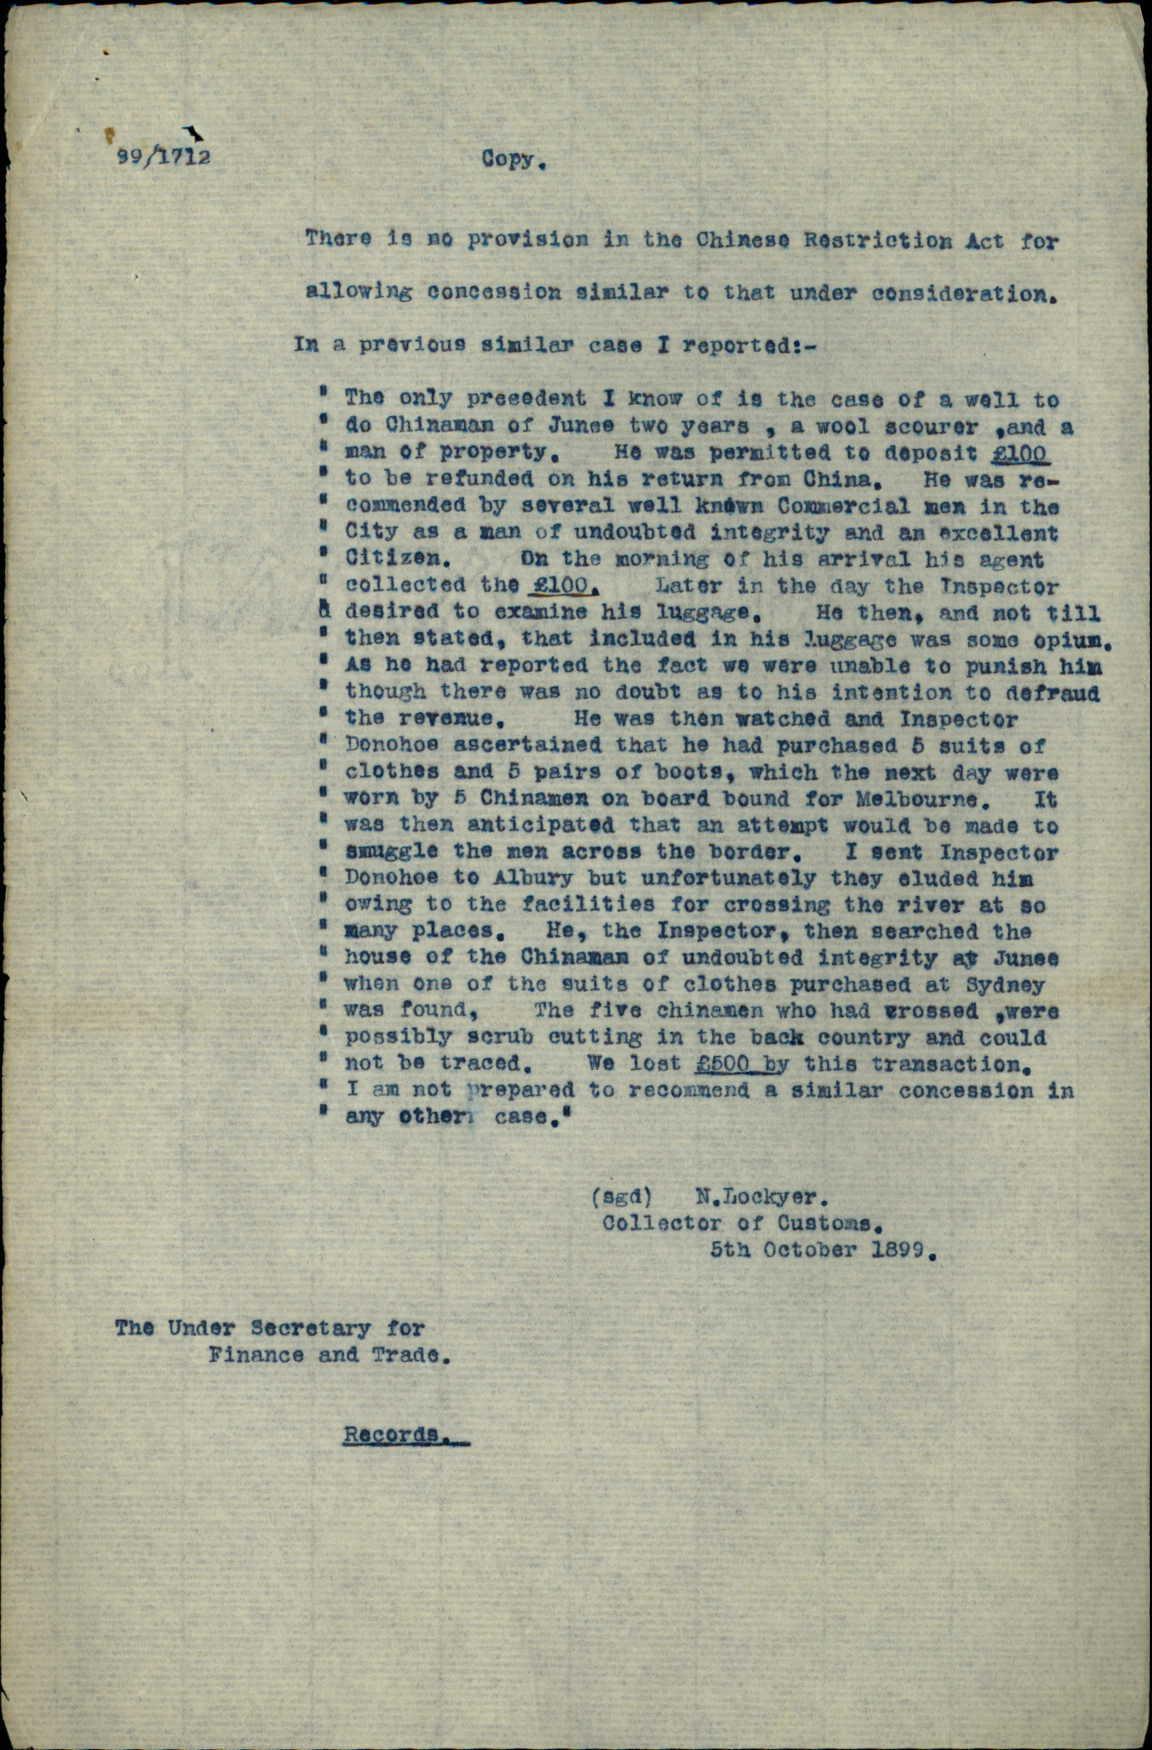 99/1712
Copy.
There is no provision in the Chinese Restriction Act for
allowing concession similar to that under consideration.
In a previous similar case I reported:-
" The only preeedent I know of is the case of a well to
" do Chinaman of Junee two years , a wool scourer ,and a
" man of property. He was permitted to deposit £100
" to be refunded on his return from China. He was re-
" commended by several well known Commercial men in the
" City as a man of undoubted integrity and an excellent
" Citizen. On the morning of his arrival his agent
" collected the £100. Later in the day the Inspector
" desired to examine his luggage. He then, and not till
" then stated, that included in his luggage was some opium.
" As he had reported the fact we were unable to punish him
" though there was no doubt as to his intention to defraud
" the revenue. He was then watched and Inspector
" Donohoe ascertained that he had purchased 5 suits of
" clothes and 5 pairs of boots, which the next day were
" worn by 5 Chinamen on board bound for Melbourne. It
" was then anticipated that an attempt would be made to
" smuggle the men across the border. I sent Inspector
" Donohoe to Albury but unfortunately they eluded him
" owing to the facilities for crossing the river at so
" many places. He, the Inspector, then searched the
" house of the Chinaman of undoubted integrity at Junee
" when one of the suits of clothes purchased at Sydney
" was found, The five chinamen who had crossed ,were
" possibly scrub cutting in the back country and could
" not be traced. We lost £500 by this transaction.
" I am not prepared to recommend a similar concession in
" any other case."
(sgd) N.Lockyer.
Collector of Customs.
5th October 1899.
The Under Secretary for
Finance and Trade.
Records.